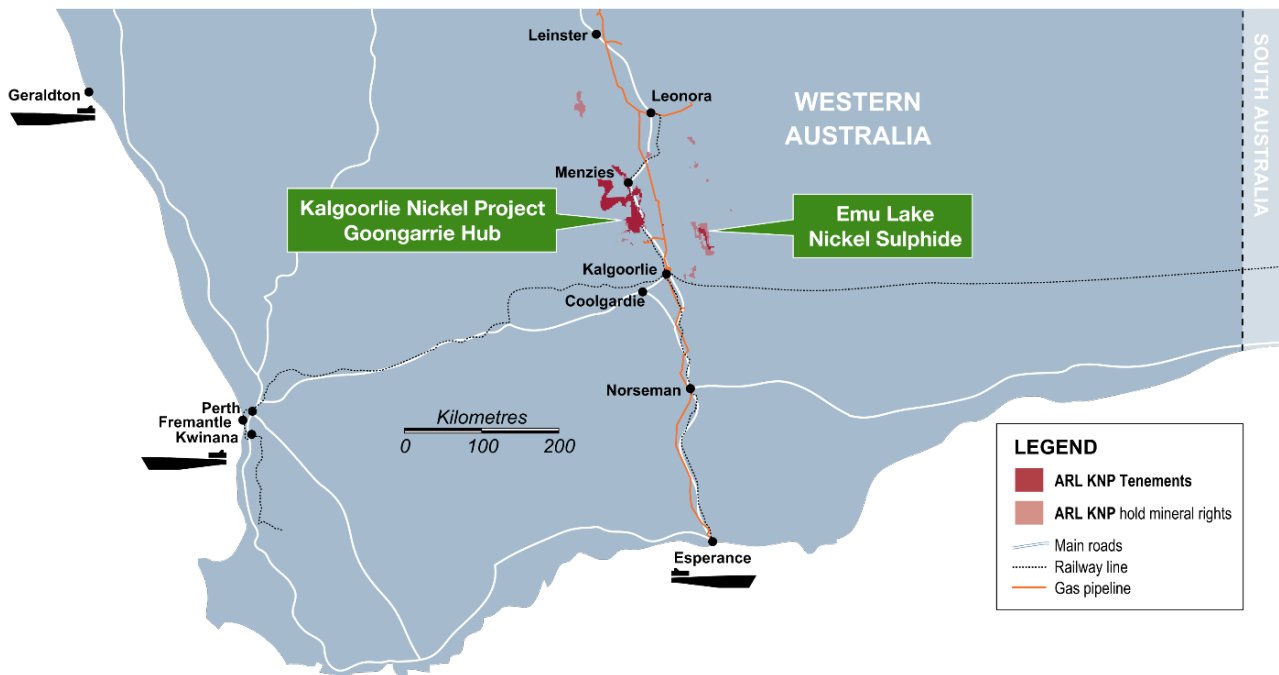 Leinster
Geraldton
Leonora
WESTERN
AUSTRALIA
SOUTH AUSTRALIA
Menzies
Kalgoorlie Nickel Project
Goongarrie Hub
Emu Lake
Nickel Sulphide
Kalgoorlie
Coolgardie
Norseman
Perth
Fremantle
Kwinana
Kilometres
0 100 200
Esperance
LEGEND
ARL KNP Tenements
ARL KNP hold mineral rights
Main roads
Railway line
Gas pipeline